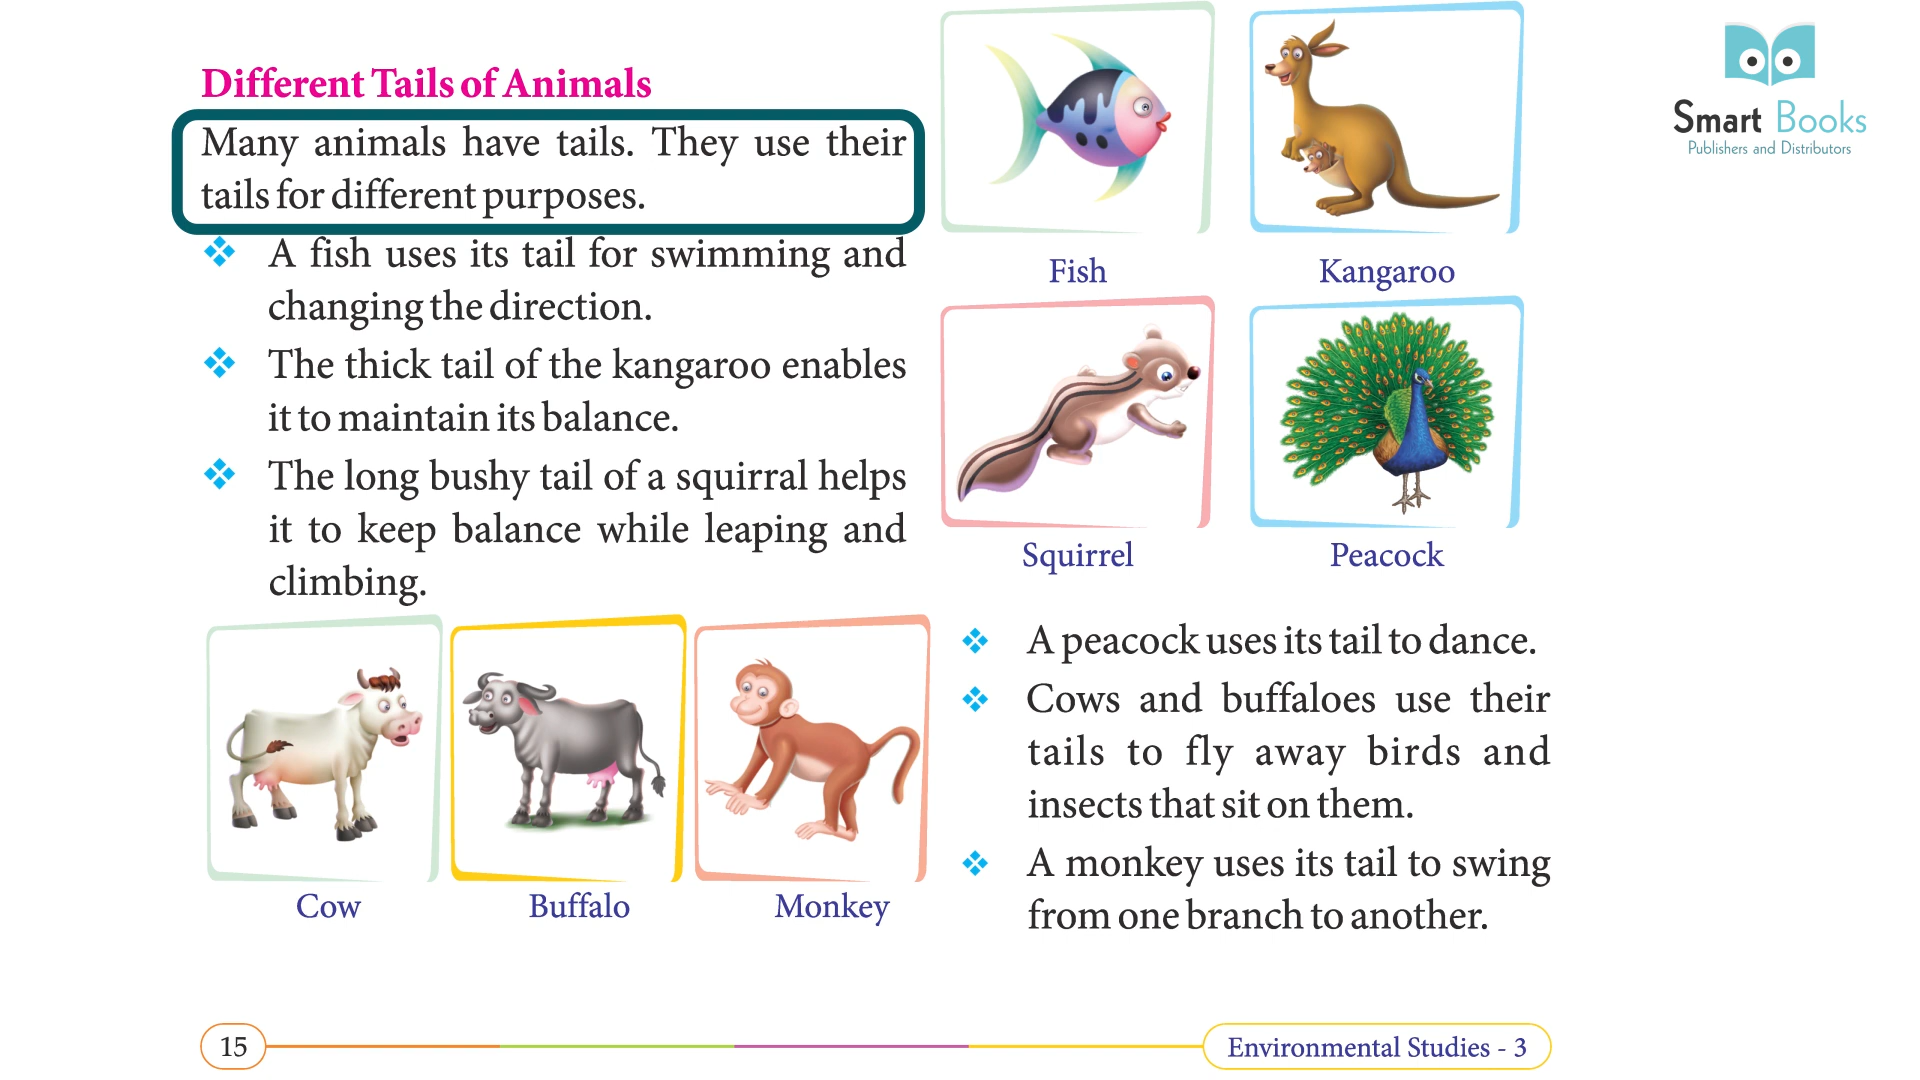 Different Tails of Animals
Many animals have tails. They use their
tails for different purposes.
A fish uses its tail for swimming and
changing the direction.
The thick tail of the kangaroo enables
it to maintain its balance.
The long bushy tail of a squirral helps
it to keep balance while leaping and
climbing.
Fish
Kangaroo
Squirrel
Peacock
Cow
Buffalo
Monkey
A peacock uses its tail to dance.
Cows and buffaloes use their
tails to fly away birds and
insects that sit on them.
A monkey uses its tail to swing
from one branch to another.
15
Environmental Studies - 3
Smart Books
Publishers and Distributors